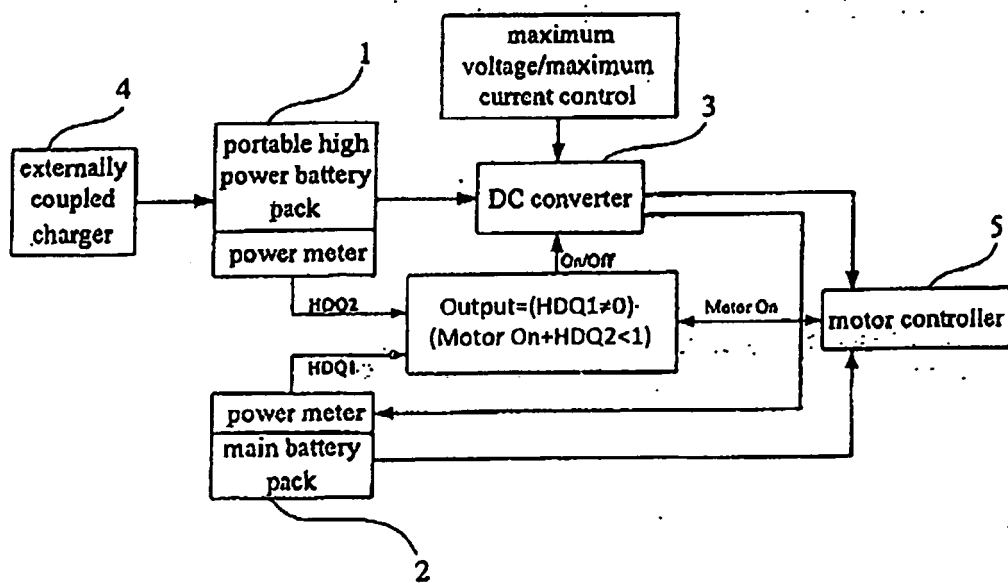 maximum
voltage/maximum
current control
1
4
3
externally
coupled
charger
portable high
power battery
pack
power meter
DC converter
5
On/Off
HDQ2
Output=(HDQ1≠0)·
(Motor On+HDQ2<1)
Motor On
motor controller
HDQ1
power meter
main battery
pack
2